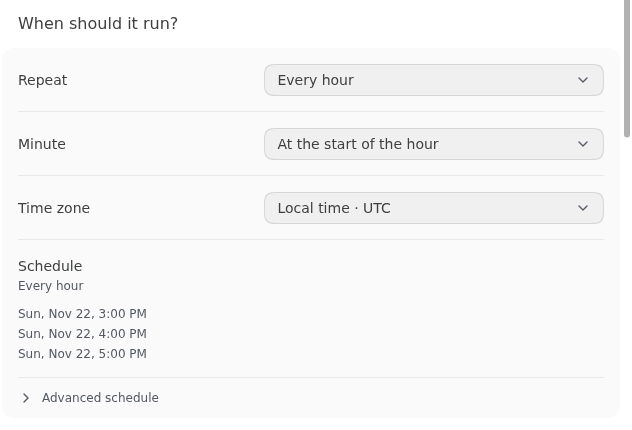 When should it run?
Repeat
Every hour
Minute
At the start of the hour
Time zone
Local time · UTC
Schedule
Every hour
Sun, Nov 22, 3:00 PM
Sun, Nov 22, 4:00 PM
Sun, Nov 22, 5:00 PM
Advanced schedule